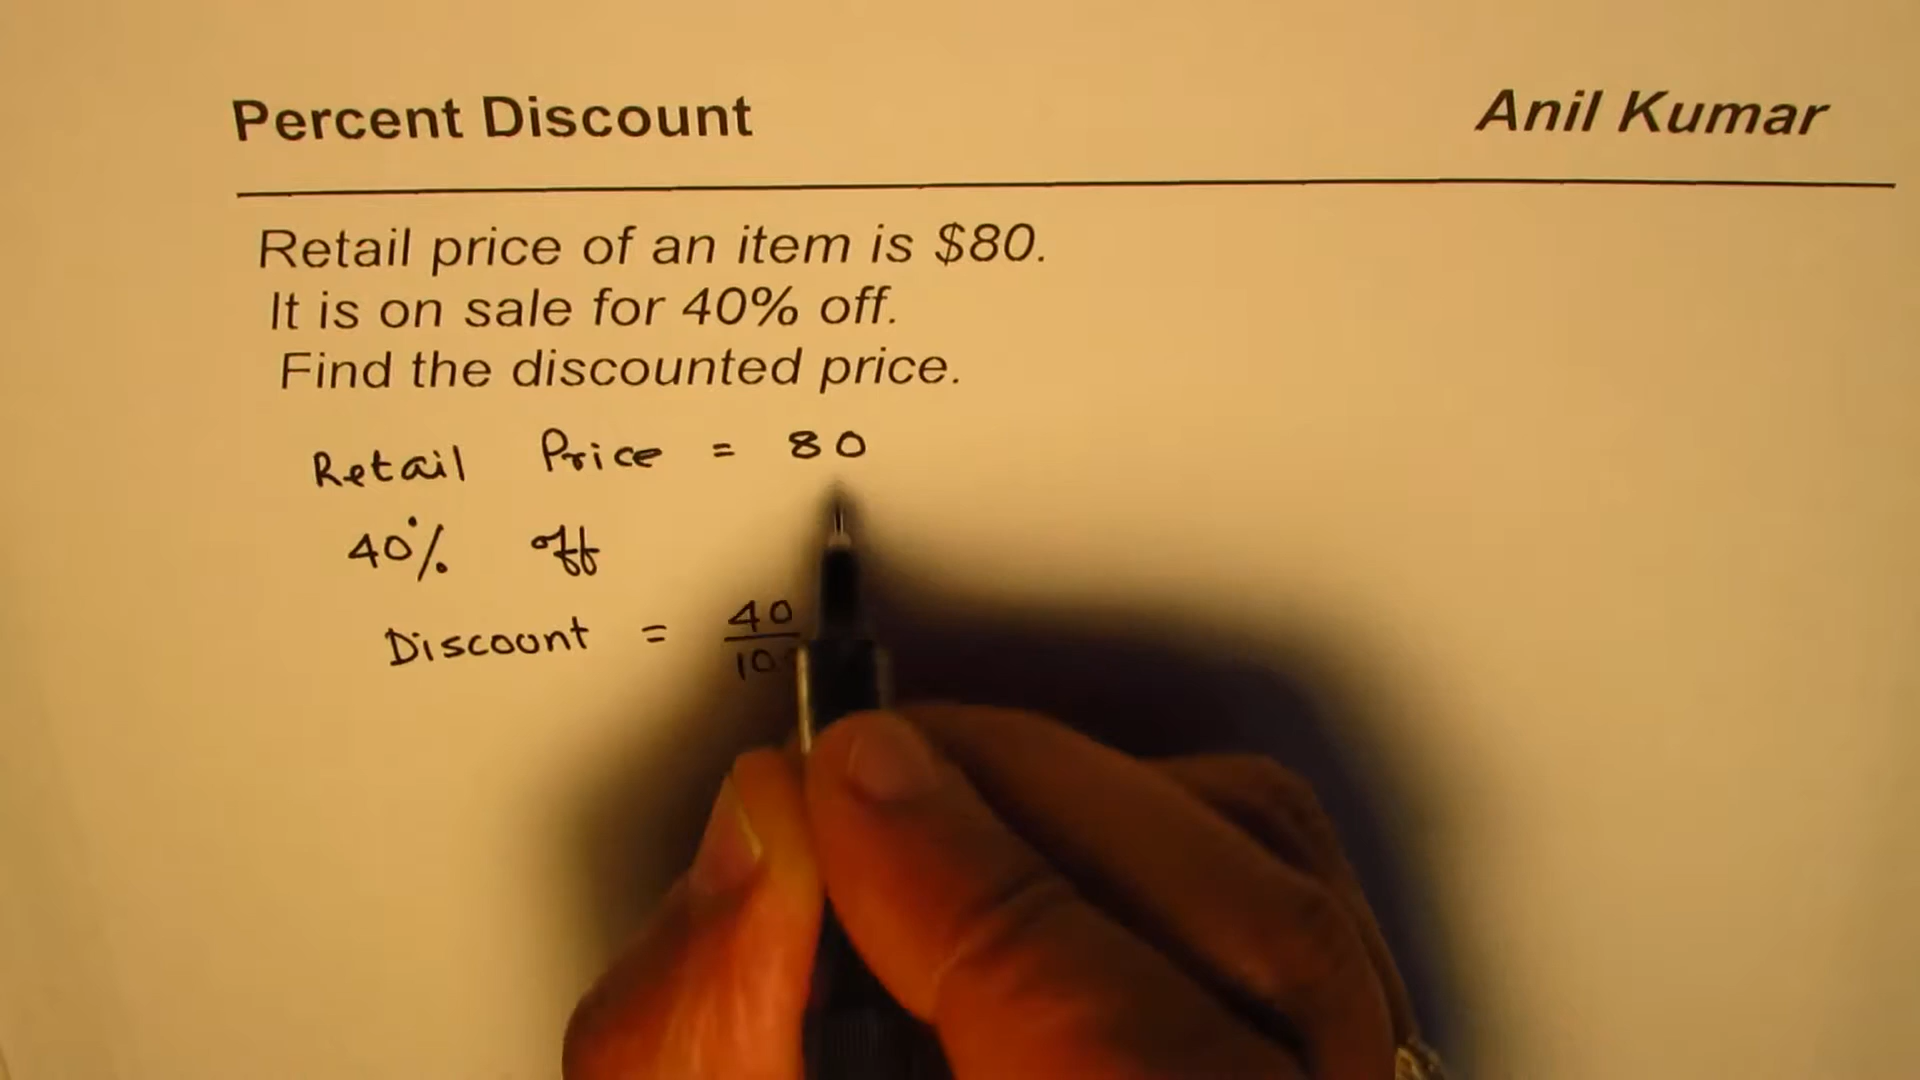 Percent Discount
Anil Kumar
Retail price of an item is $80.
It is on sale for 40% off.
Find the discounted price.
Retail Price = 80
40% off
Discount = 40
10